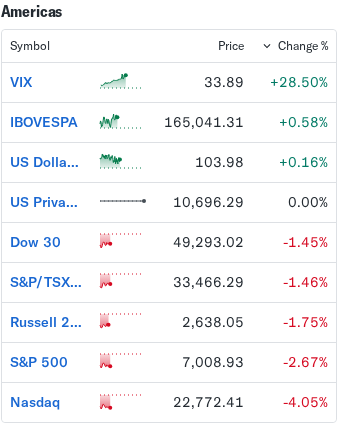 Americas
Symbol Price Change %
VIX 33.89 +28.50%
IBOVESPA 165,041.31 +0.58%
US Dolla... 103.98 +0.16%
US Priva... 10,696.29 0.00%
Dow 30 49,293.02 -1.45%
S&P/TSX... 33,466.29 -1.46%
Russell 2... 2,638.05 -1.75%
S&P 500 7,008.93 -2.67%
Nasdaq 22,772.41 -4.05%